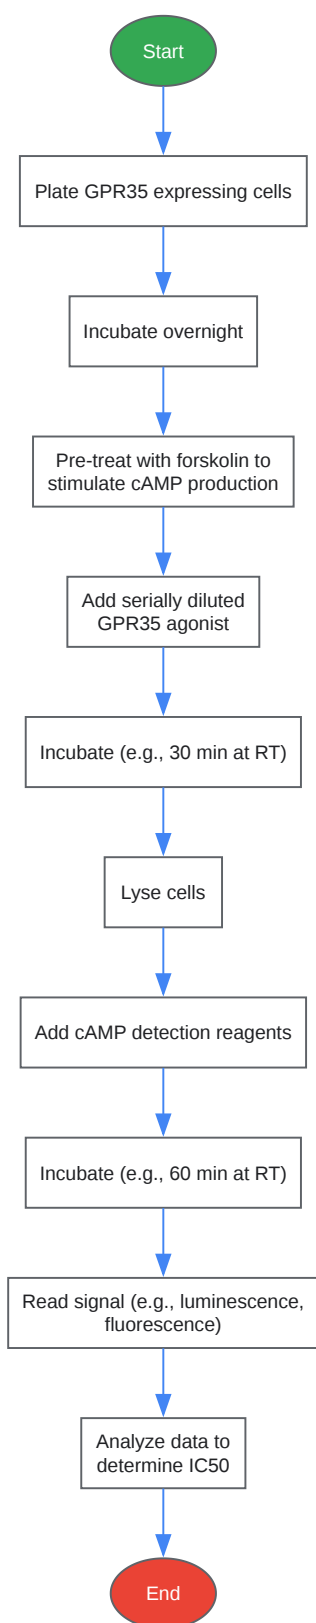 Start
Plate GPR35 expressing cells
Incubate overnight
Pre-treat with forskolin to
stimulate cAMP production
Add serially diluted
GPR35 agonist
Incubate (e.g., 30 min at RT)
Lyse cells
Add cAMP detection reagents
Incubate (e.g., 60 min at RT)
Read signal (e.g., luminescence,
fluorescence)
Analyze data to
determine IC50
End